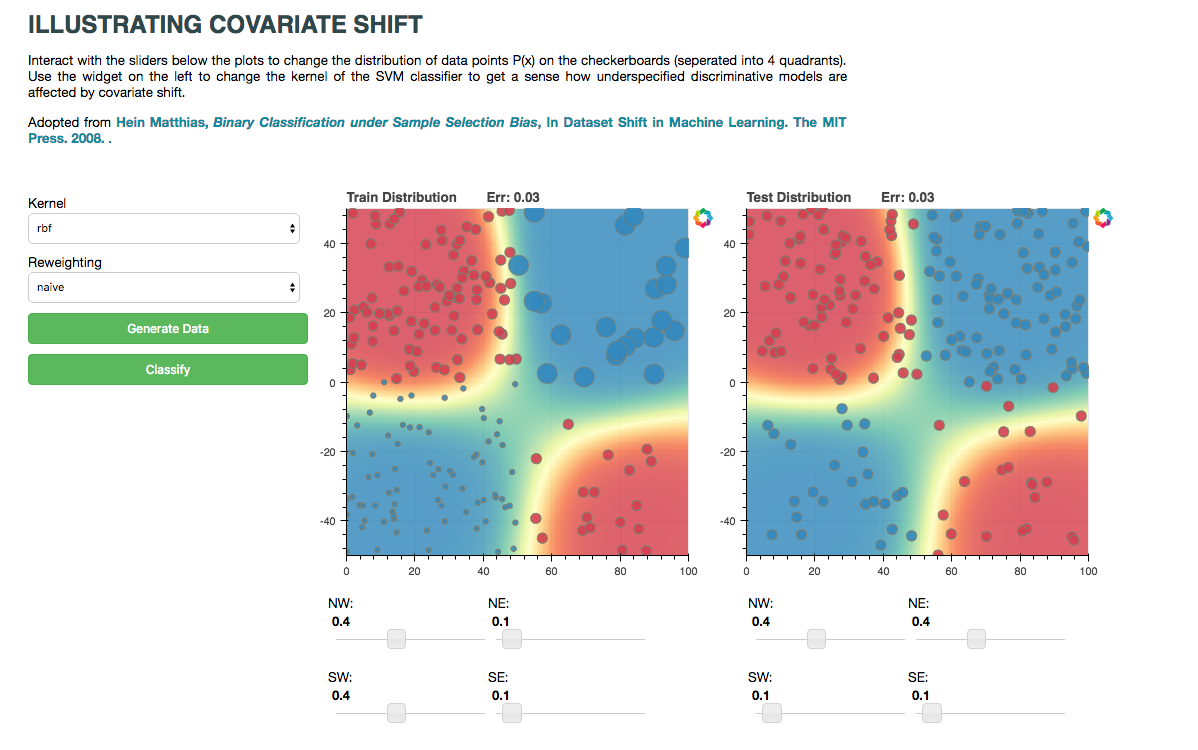 ILLUSTRATING COVARIATE SHIFT
Interact with the sliders below the plots to change the distribution of data points P(x) on the checkerboards (seperated into 4 quadrants).
Use the widget on the left to change the kernel of the SVM classifier to get a sense how underspecified discriminative models are
affected by covariate shift.
Adopted from Hein Matthias, Binary Classification under Sample Selection Bias, In Dataset Shift in Machine Learning. The MIT
Press. 2008. .
Kernel
rbf
Reweighting
naive
Generate Data
Classify
Train Distribution Err: 0.03
40
20
0
-20
-40
0 20 40 60 80 100
NW: NE:
0.4 0.1
SW: SE:
0.4 0.1
Test Distribution Err: 0.03
40
20
0
-20
-40
0 20 40 60 80 100
NW: NE:
0.4 0.4
SW: SE:
0.1 0.1